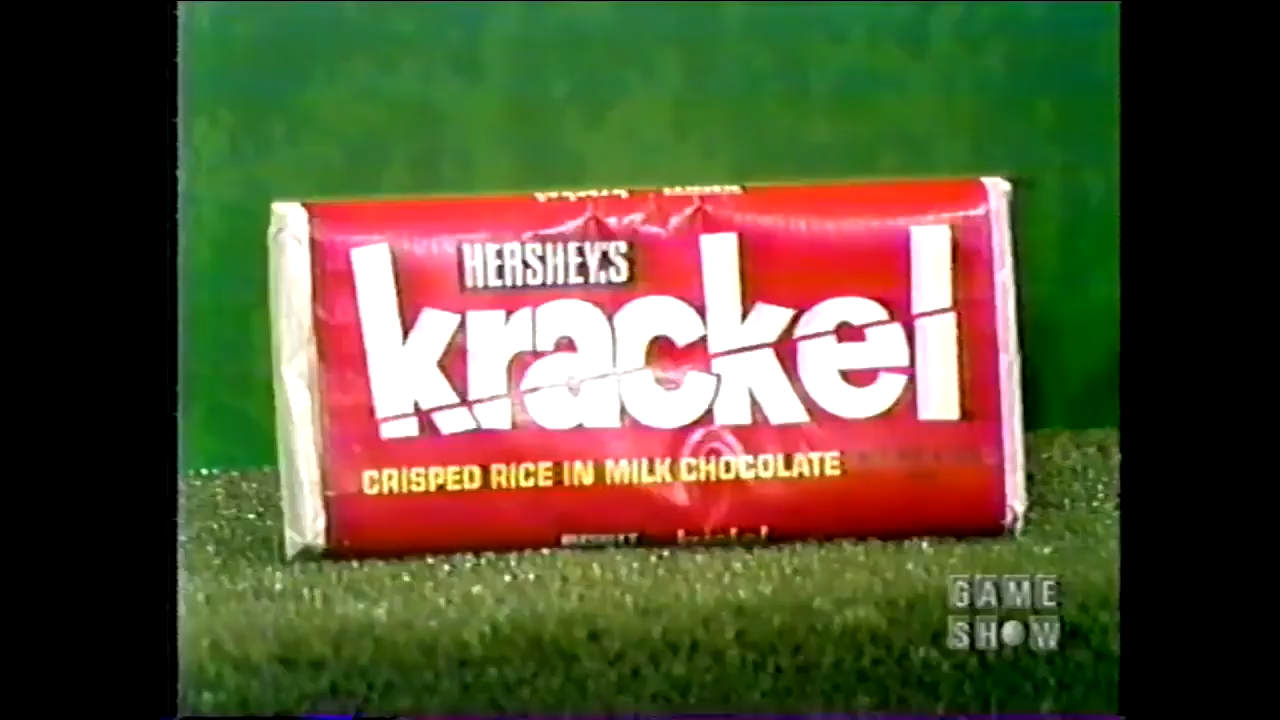 HERSHEY'S
krackel
CRISPED RICE IN MILK CHOCOLATE
GAME
SHOW